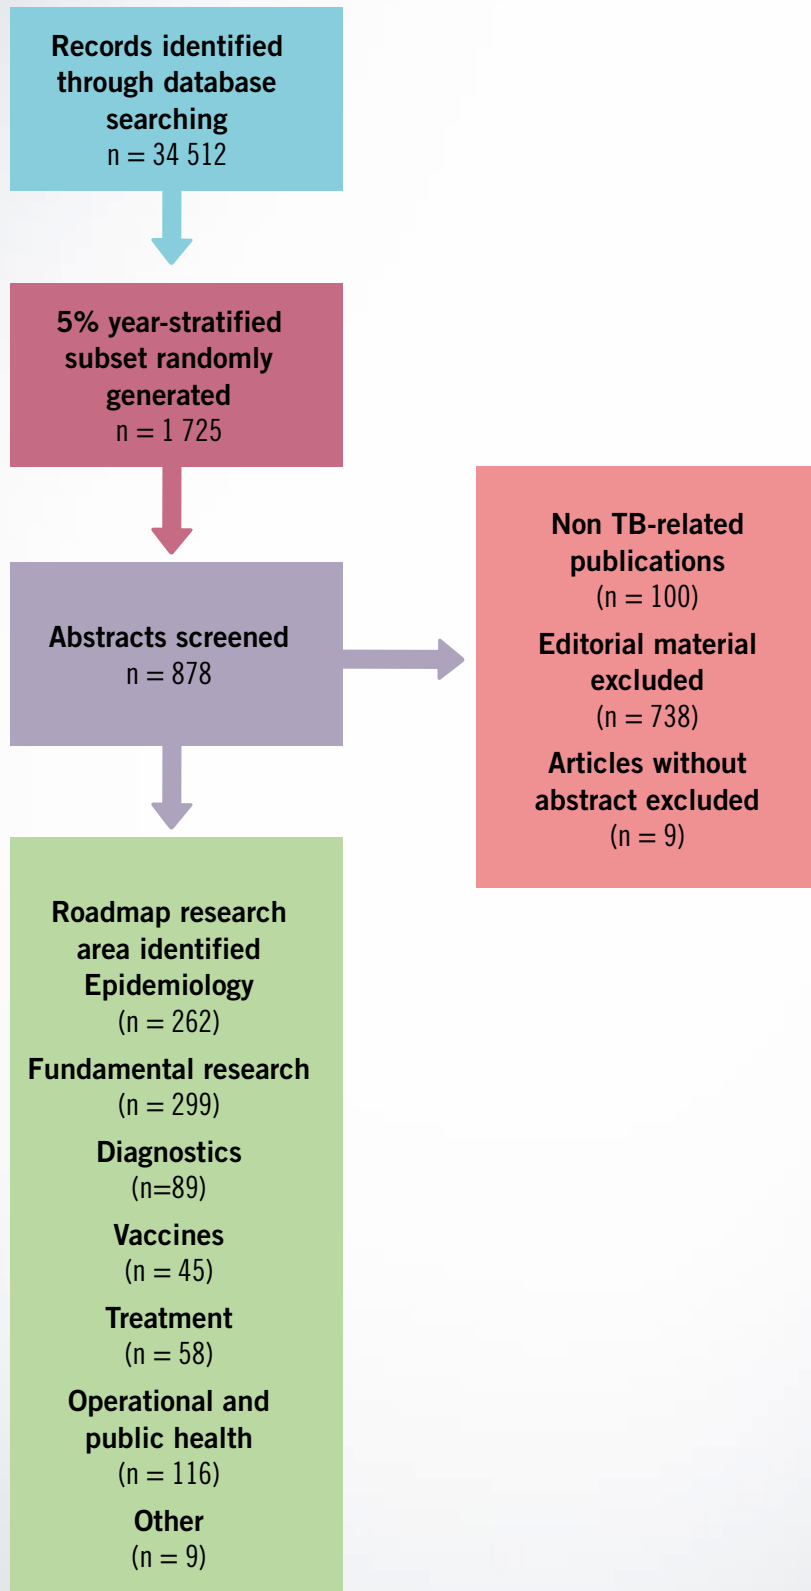 Records identified
through database
searching
n = 34 512
5% year-stratified
subset randomly
generated
n = 1 725
Abstracts screened
n = 878
Non TB-related
publications
(n = 100)
Editorial material
excluded
(n = 738)
Articles without
abstract excluded
(n = 9)
Roadmap research
area identified
Epidemiology
(n = 262)
Fundamental research
(n = 299)
Diagnostics
(n=89)
Vaccines
(n = 45)
Treatment
(n = 58)
Operational and
public health
(n = 116)
Other
(n = 9)